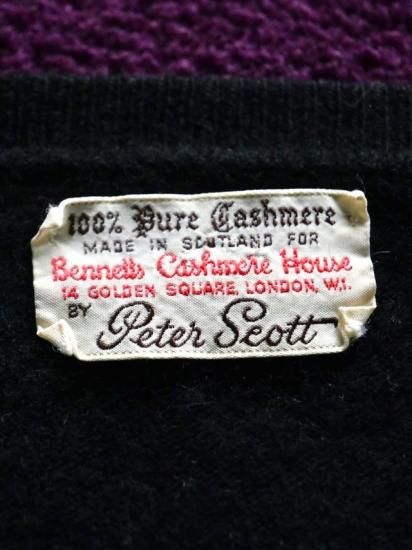 100% Pure Cashmere
MADE IN SCOTLAND FOR
Bennetts Cashmere House
14 GOLDEN SQUARE, LONDON, W.1.
BY Peter Scott